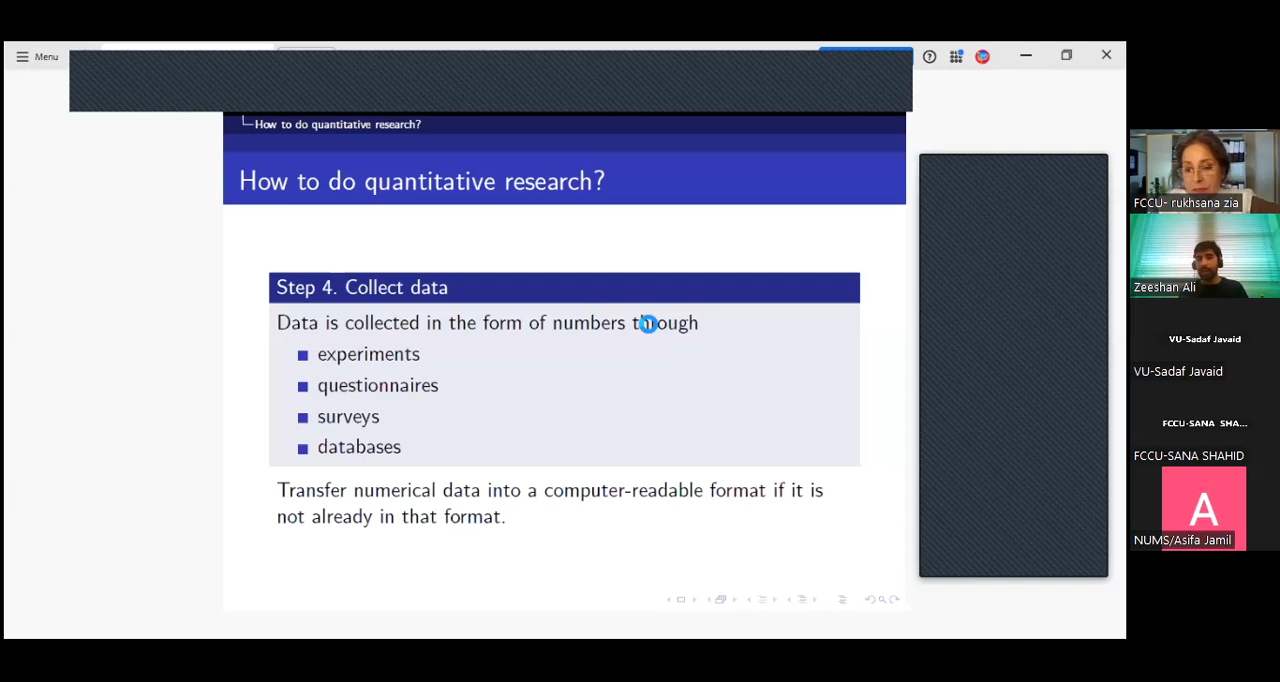 Menu
How to do quantitative research?
How to do quantitative research?
Step 4. Collect data
Data is collected in the form of numbers through
experiments
questionnaires
surveys
databases
Transfer numerical data into a computer-readable format if it is
not already in that format.
FCCU- rukhsana zia
Zeeshan Ali
VU-Sadaf Javaid
VU-Sadaf Javaid
FCCU-SANA SHA...
FCCU-SANA SHAHID
A
NUMS/Asifa Jamil